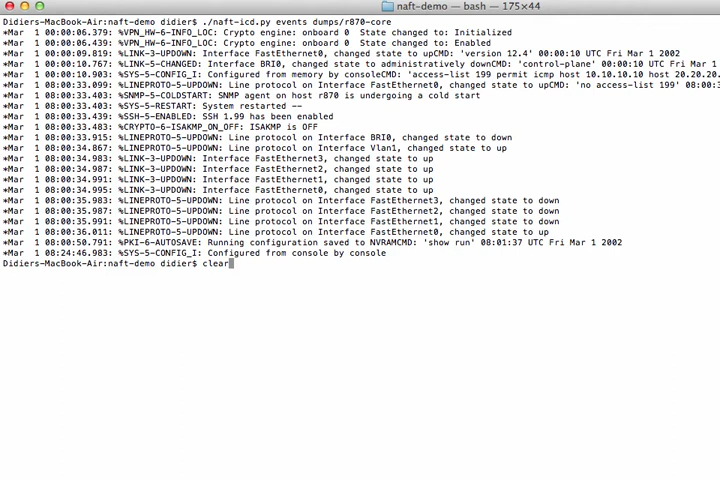 naft-demo — bash — 175×44
Didiers-MacBook-Air:naft-demo didier$ ./naft-icd.py events dumps/r870-core
*Mar  1 00:00:06.379: %VPN_HW-6-INFO_LOC: Crypto engine: onboard 0  State changed to: Initialized
*Mar  1 00:00:06.439: %VPN_HW-6-INFO_LOC: Crypto engine: onboard 0  State changed to: Enabled
*Mar  1 00:00:09.819: %LINK-3-UPDOWN: Interface FastEthernet0, changed state to upCMD: 'version 12.4' 00:00:10 UTC Fri Mar 1 2002
*Mar  1 00:00:10.767: %LINK-5-CHANGED: Interface BRI0, changed state to administratively downCMD: 'control-plane' 00:00:10 UTC Fri Mar 1
*Mar  1 00:00:10.903: %SYS-5-CONFIG_I: Configured from memory by consoleCMD: 'access-list 199 permit icmp host 10.10.10.10 host 20.20.20.
*Mar  1 08:00:33.099: %LINEPROTO-5-UPDOWN: Line protocol on Interface FastEthernet0, changed state to upCMD: 'no access-list 199' 08:00:3
*Mar  1 08:00:33.403: %SNMP-5-COLDSTART: SNMP agent on host r870 is undergoing a cold start
*Mar  1 08:00:33.403: %SYS-5-RESTART: System restarted --
*Mar  1 08:00:33.439: %SSH-5-ENABLED: SSH 1.99 has been enabled
*Mar  1 08:00:33.483: %CRYPTO-6-ISAKMP_ON_OFF: ISAKMP is OFF
*Mar  1 08:00:33.915: %LINEPROTO-5-UPDOWN: Line protocol on Interface BRI0, changed state to down
*Mar  1 08:00:34.867: %LINEPROTO-5-UPDOWN: Line protocol on Interface Vlan1, changed state to up
*Mar  1 08:00:34.983: %LINK-3-UPDOWN: Interface FastEthernet3, changed state to up
*Mar  1 08:00:34.987: %LINK-3-UPDOWN: Interface FastEthernet2, changed state to up
*Mar  1 08:00:34.991: %LINK-3-UPDOWN: Interface FastEthernet1, changed state to up
*Mar  1 08:00:34.995: %LINK-3-UPDOWN: Interface FastEthernet0, changed state to up
*Mar  1 08:00:35.983: %LINEPROTO-5-UPDOWN: Line protocol on Interface FastEthernet3, changed state to down
*Mar  1 08:00:35.987: %LINEPROTO-5-UPDOWN: Line protocol on Interface FastEthernet2, changed state to down
*Mar  1 08:00:35.991: %LINEPROTO-5-UPDOWN: Line protocol on Interface FastEthernet1, changed state to down
*Mar  1 08:00:36.011: %LINEPROTO-5-UPDOWN: Line protocol on Interface FastEthernet0, changed state to up
*Mar  1 08:00:50.791: %PKI-6-AUTOSAVE: Running configuration saved to NVRAMCMD: 'show run' 08:01:37 UTC Fri Mar 1 2002
*Mar  1 08:24:46.983: %SYS-5-CONFIG_I: Configured from console by console
Didiers-MacBook-Air:naft-demo didier$ clear